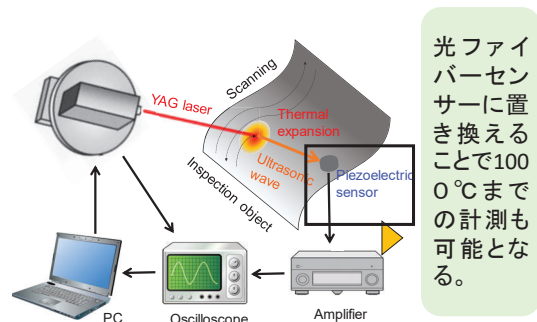 YAG laser
Scanning
Thermal
expansion
Ultrasonic
wave
Inspection object
Piezoelectric
sensor
PC
Oscilloscope
Amplifier
光ファイ
バーセン
サーに置
き換える
ことで100
0℃まで
の計測も
可能とな
る。